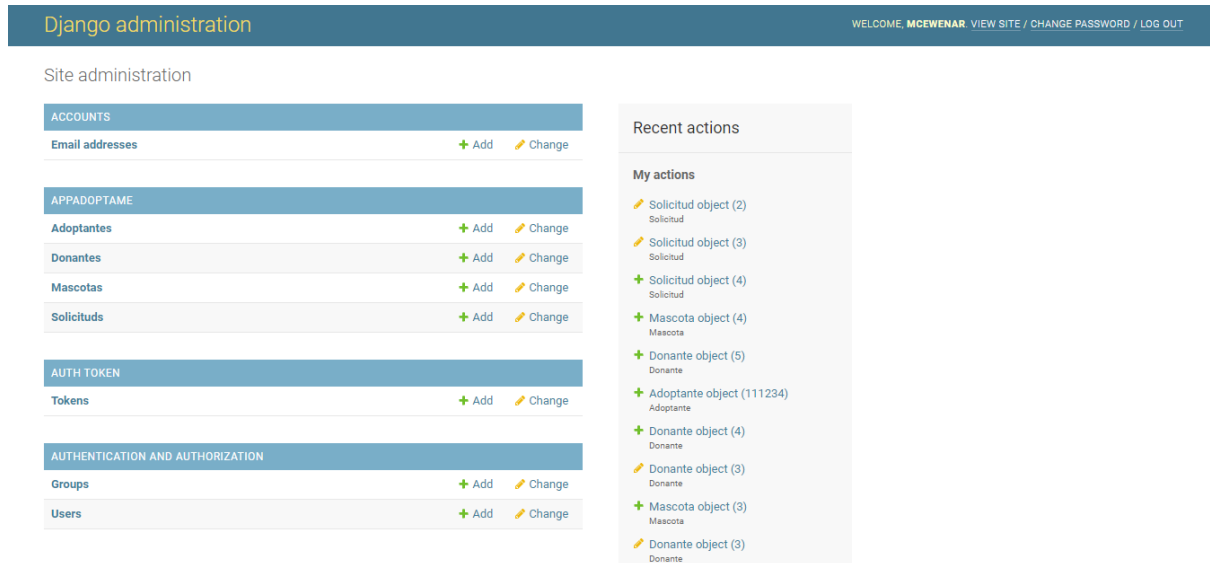 Django administration
WELCOME, MCEWENAR. VIEW SITE / CHANGE PASSWORD / LOG OUT
Site administration
ACCOUNTS
Email addresses Add Change
APPADOPTAME
Adoptantes Add Change
Donantes Add Change
Mascotas Add Change
Solicituds Add Change
AUTH TOKEN
Tokens Add Change
AUTHENTICATION AND AUTHORIZATION
Groups Add Change
Users Add Change
Recent actions
My actions
Solicitud object (2)
Solicitud
Solicitud object (3)
Solicitud
Solicitud object (4)
Solicitud
Mascota object (4)
Mascota
Donante object (5)
Donante
Adoptante object (111234)
Adoptante
Donante object (4)
Donante
Donante object (3)
Donante
Mascota object (3)
Mascota
Donante object (3)
Donante